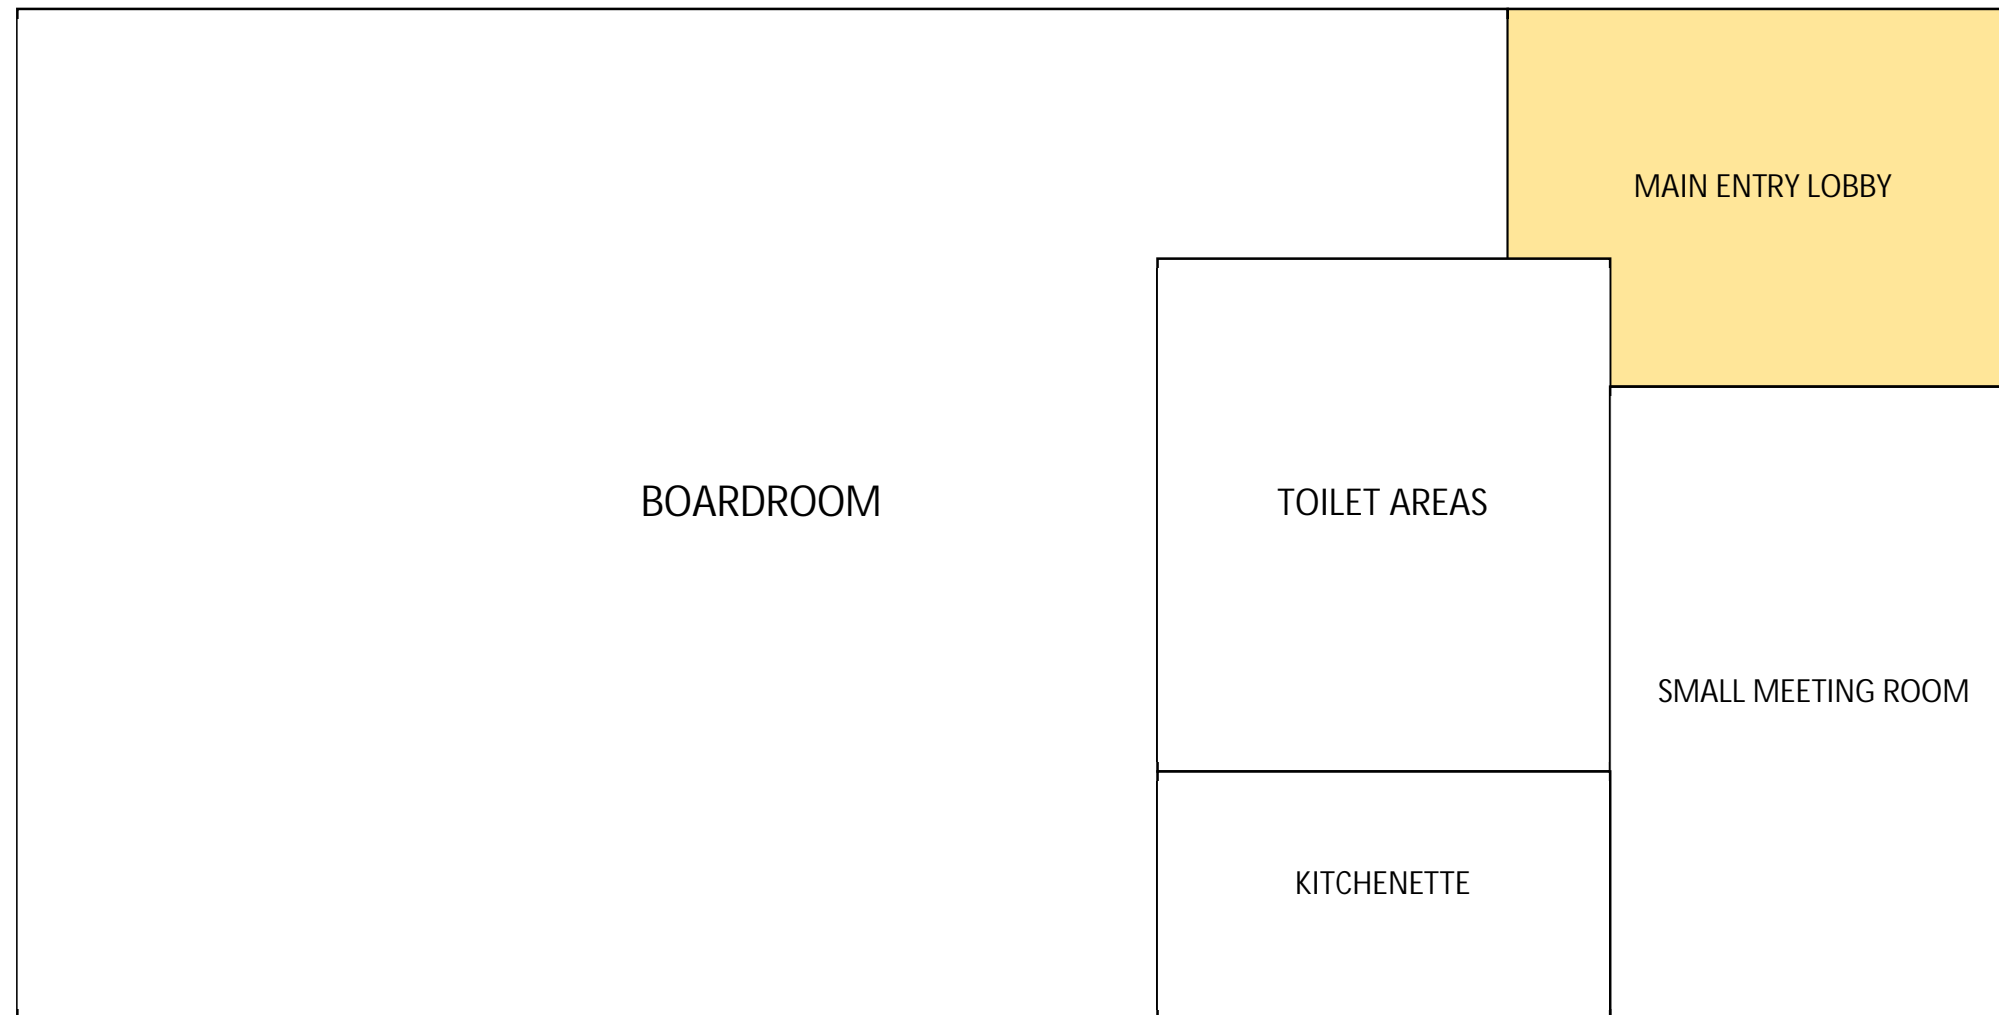 MAIN ENTRY LOBBY
BOARDROOM
TOILET AREAS
SMALL MEETING ROOM
KITCHENETTE